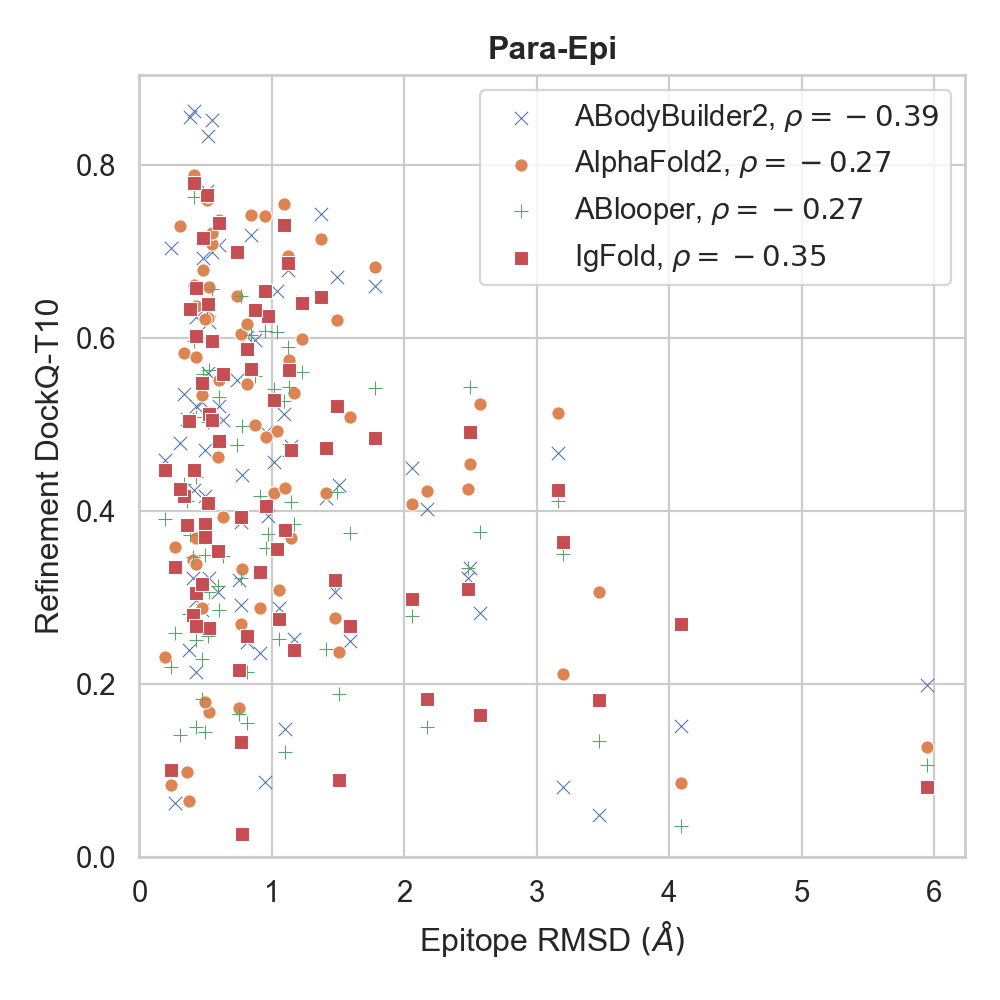 Para-Epi
ABodyBuilder2, ρ = −0.39
AlphaFold2, ρ = −0.27
ABlooper, ρ = −0.27
IgFold, ρ = −0.35
Refinement DockQ-T10
0.8
0.6
0.4
0.2
0.0
0 1 2 3 4 5 6
Epitope RMSD (Å)